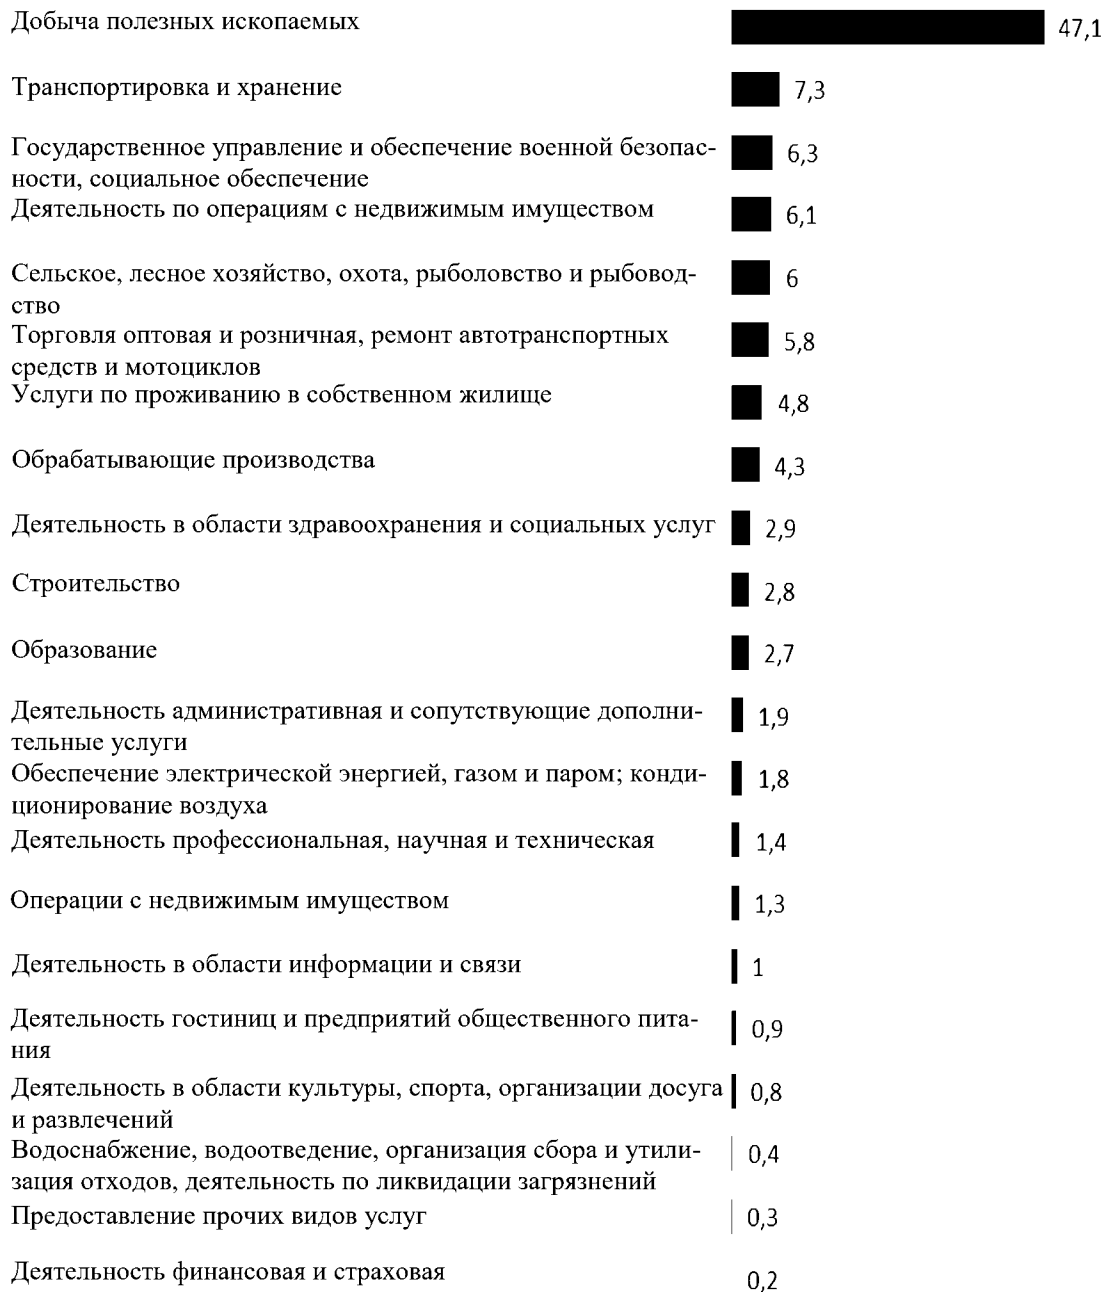 Добыча полезных ископаемых 47,1
Транспортировка и хранение 7,3
Государственное управление и обеспечение военной безопас-
ности, социальное обеспечение 6,3
Деятельность по операциям с недвижимым имуществом 6,1
Сельское, лесное хозяйство, охота, рыболовство и рыбовод-
ство 6
Торговля оптовая и розничная, ремонт автотранспортных
средств и мотоциклов 5,8
Услуги по проживанию в собственном жилище 4,8
Обрабатывающие производства 4,3
Деятельность в области здравоохранения и социальных услуг 2,9
Строительство 2,8
Образование 2,7
Деятельность административная и сопутствующие дополни-
тельные услуги 1,9
Обеспечение электрической энергией, газом и паром; конди-
ционирование воздуха 1,8
Деятельность профессиональная, научная и техническая 1,4
Операции с недвижимым имуществом 1,3
Деятельность в области информации и связи 1
Деятельность гостиниц и предприятий общественного пита-
ния 0,9
Деятельность в области культуры, спорта, организации досуга
и развлечений 0,8
Водоснабжение, водоотведение, организация сбора и утили-
зация отходов, деятельность по ликвидации загрязнений 0,4
Предоставление прочих видов услуг 0,3
Деятельность финансовая и страховая 0,2